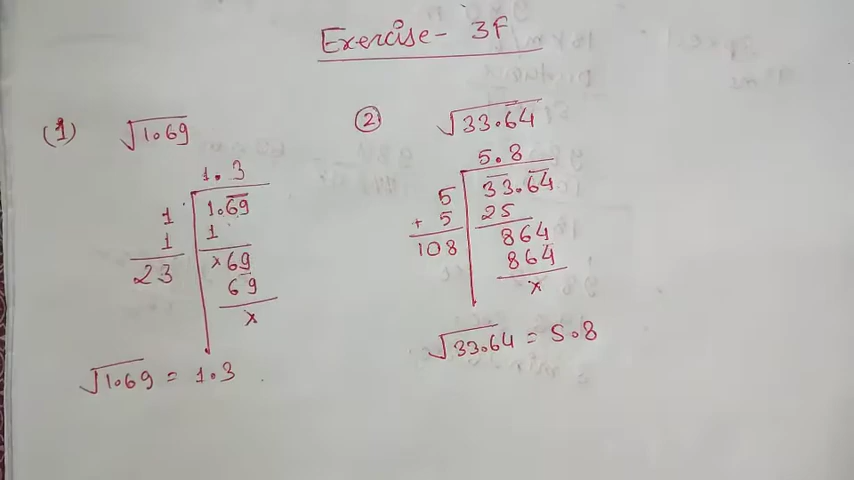 Exercise- 3F
(1) √1.69
1.3
1 1.69
1 1
23 x69
69
x
√1.69 = 1.3
(2) √33.64
5.8
5 33.64
+ 5 25
108 864
864
x
√33.64 = 5.8